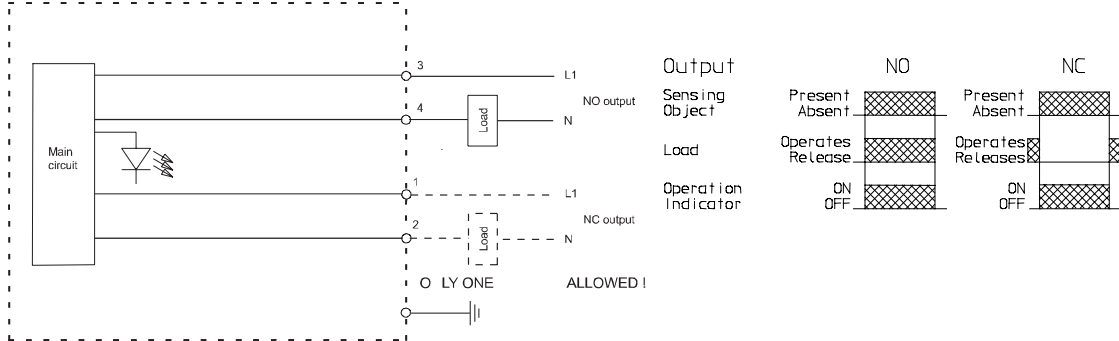 3
L1
NO output
4
Load
N
Main
circuit
1
L1
NC output
2
Load
N
O LY ONE ALLOWED !
Output NO NC
Sensing
Object
Present
Absent
Present
Absent
Load
Operates
Release
Operates
Releases
Operation
Indicator
ON
OFF
ON
OFF